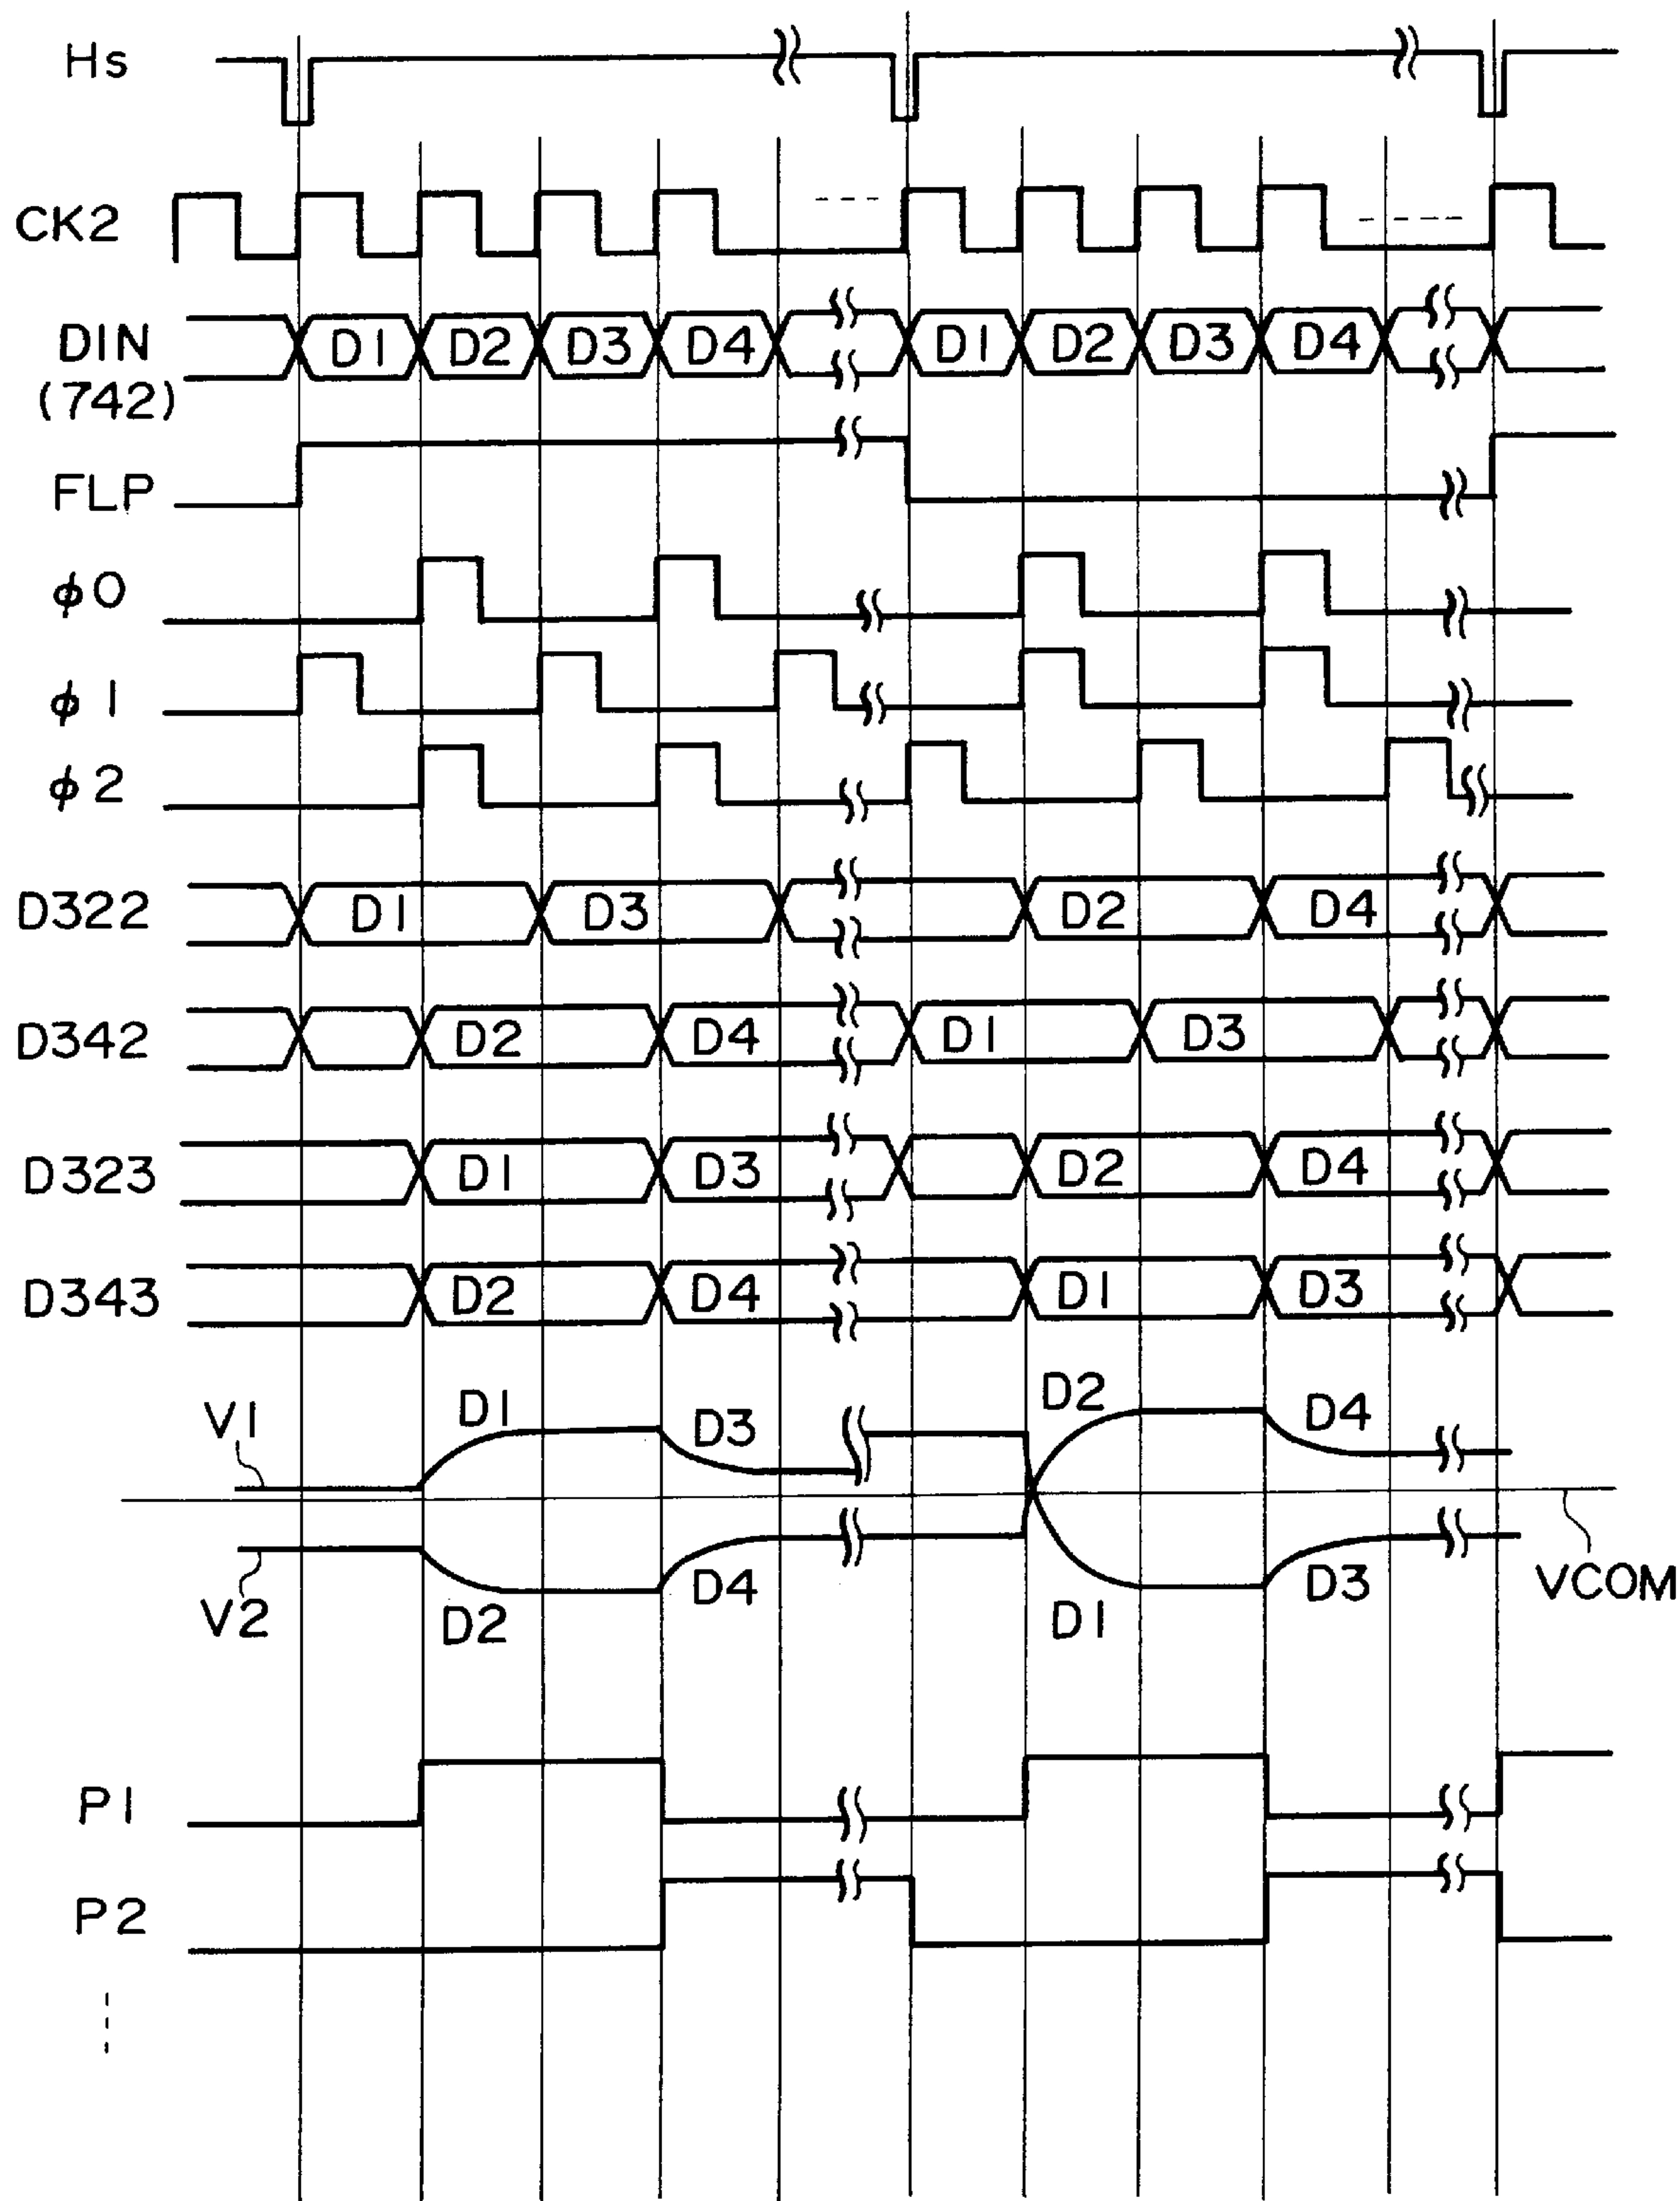 Hs
CK2
DIN D1 D2 D3 D4 D1 D2 D3 D4
(742)
FLP
φ0
φ1
φ2
D322 D1 D3 D2 D4
D342 D2 D4 D1 D3
D323 D1 D3 D2 D4
D343 D2 D4 D1 D3
V1 D1 D3 D2 D4
V2 D2 D4 D1 D3 VCOM
P1
P2